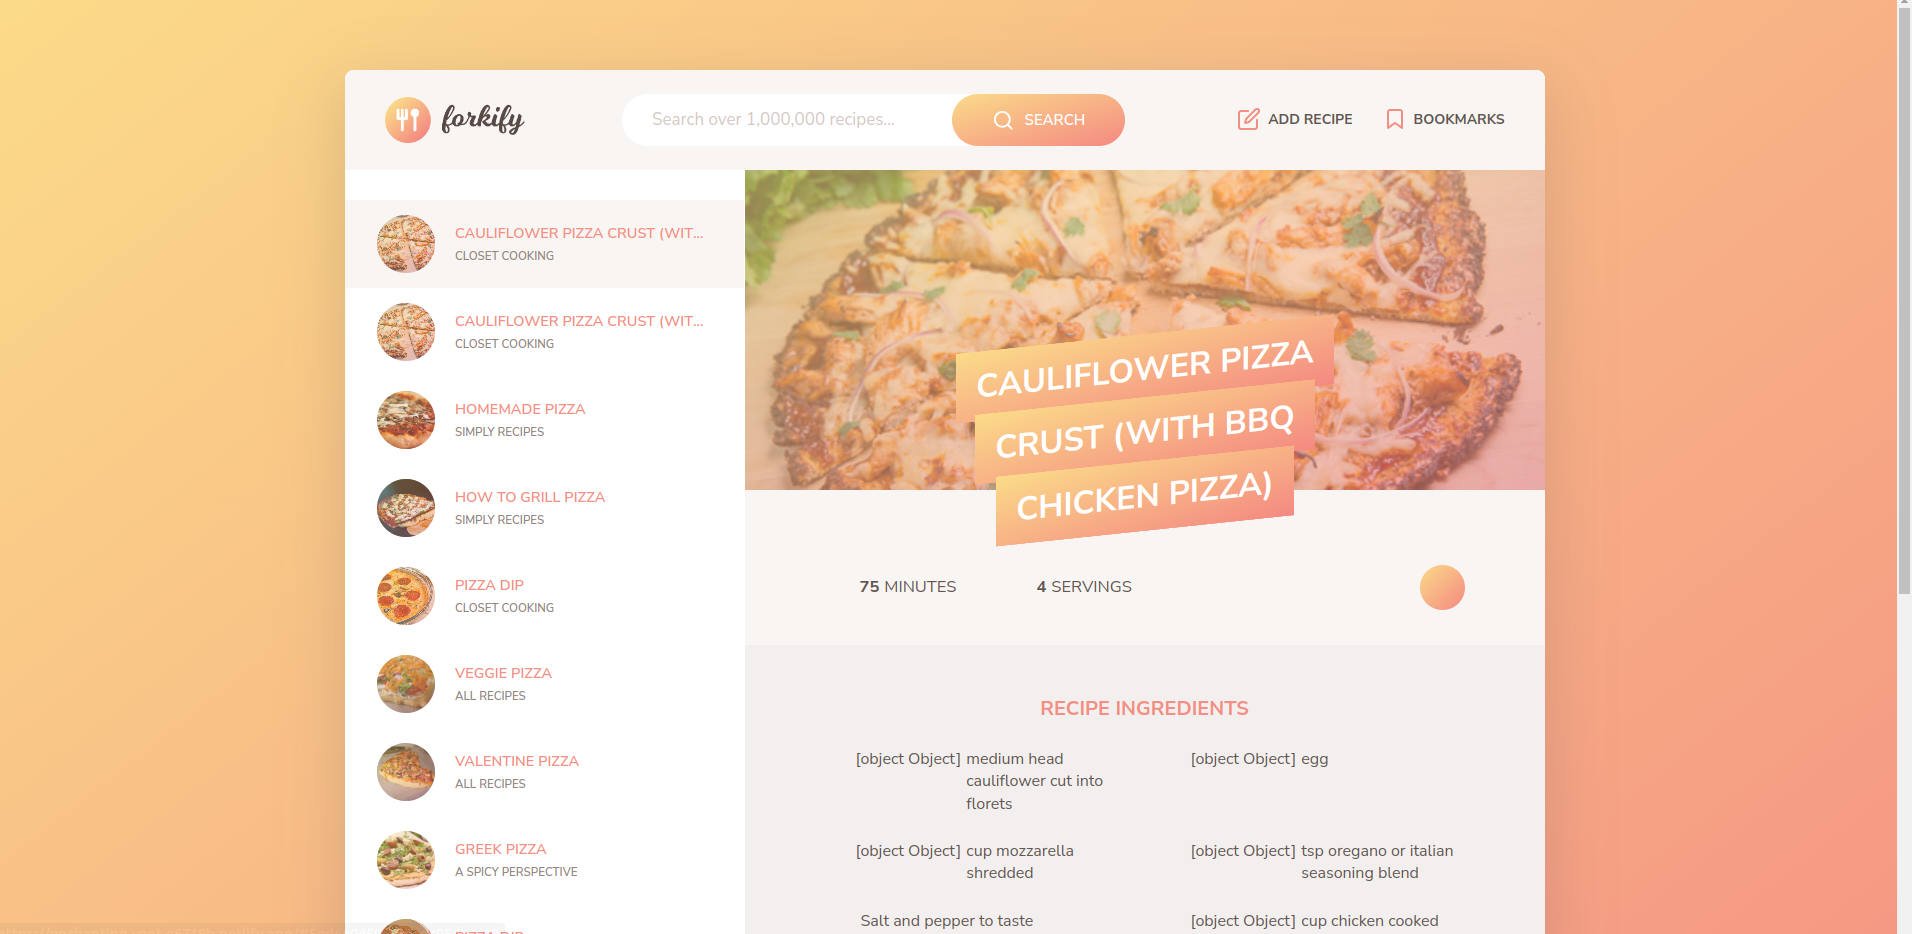 forkify
Search over 1,000,000 recipes...
SEARCH
ADD RECIPE
BOOKMARKS
CAULIFLOWER PIZZA CRUST (WIT...
CLOSET COOKING
CAULIFLOWER PIZZA CRUST (WIT...
CLOSET COOKING
HOMEMADE PIZZA
SIMPLY RECIPES
HOW TO GRILL PIZZA
SIMPLY RECIPES
PIZZA DIP
CLOSET COOKING
VEGGIE PIZZA
ALL RECIPES
VALENTINE PIZZA
ALL RECIPES
GREEK PIZZA
A SPICY PERSPECTIVE
PIZZA DIP
CAULIFLOWER PIZZA
CRUST (WITH BBQ
CHICKEN PIZZA)
75 MINUTES
4 SERVINGS
RECIPE INGREDIENTS
[object Object] medium head
cauliflower cut into
florets
[object Object] egg
[object Object] cup mozzarella
shredded
[object Object] tsp oregano or italian
seasoning blend
Salt and pepper to taste
[object Object] cup chicken cooked